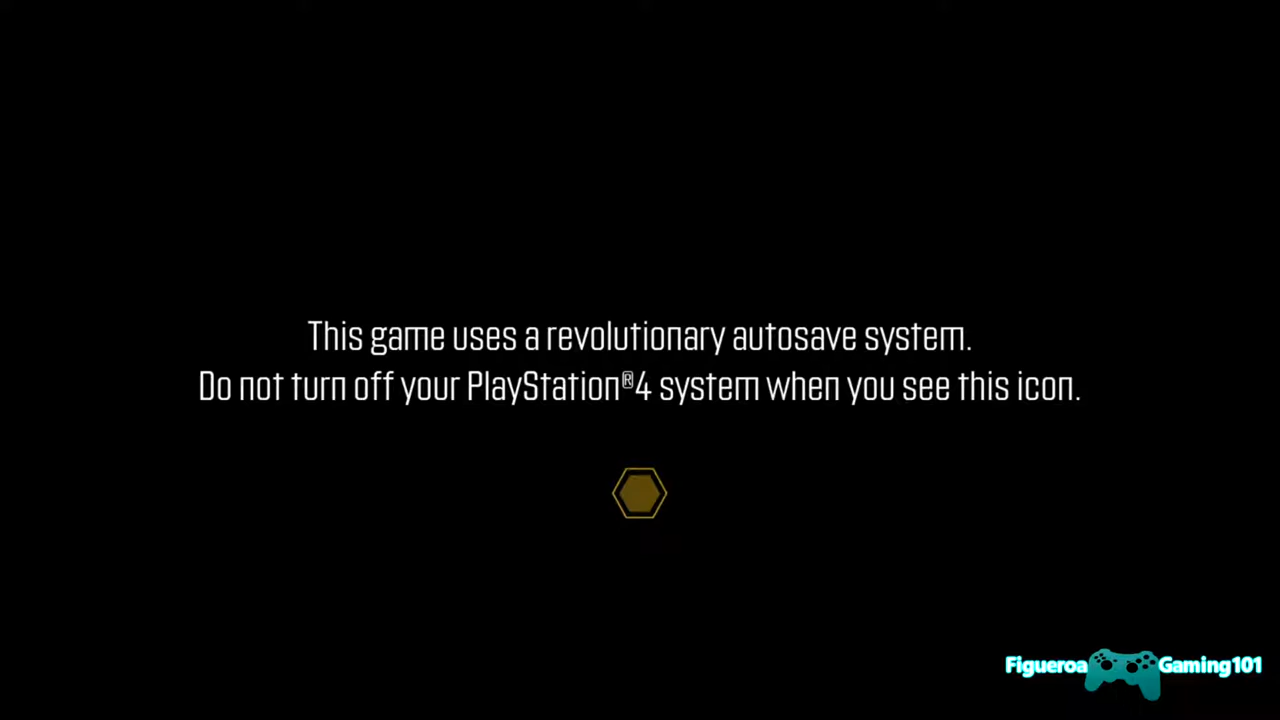 This game uses a revolutionary autosave system.
Do not turn off your PlayStation®4 system when you see this icon.
Figueroa Gaming101